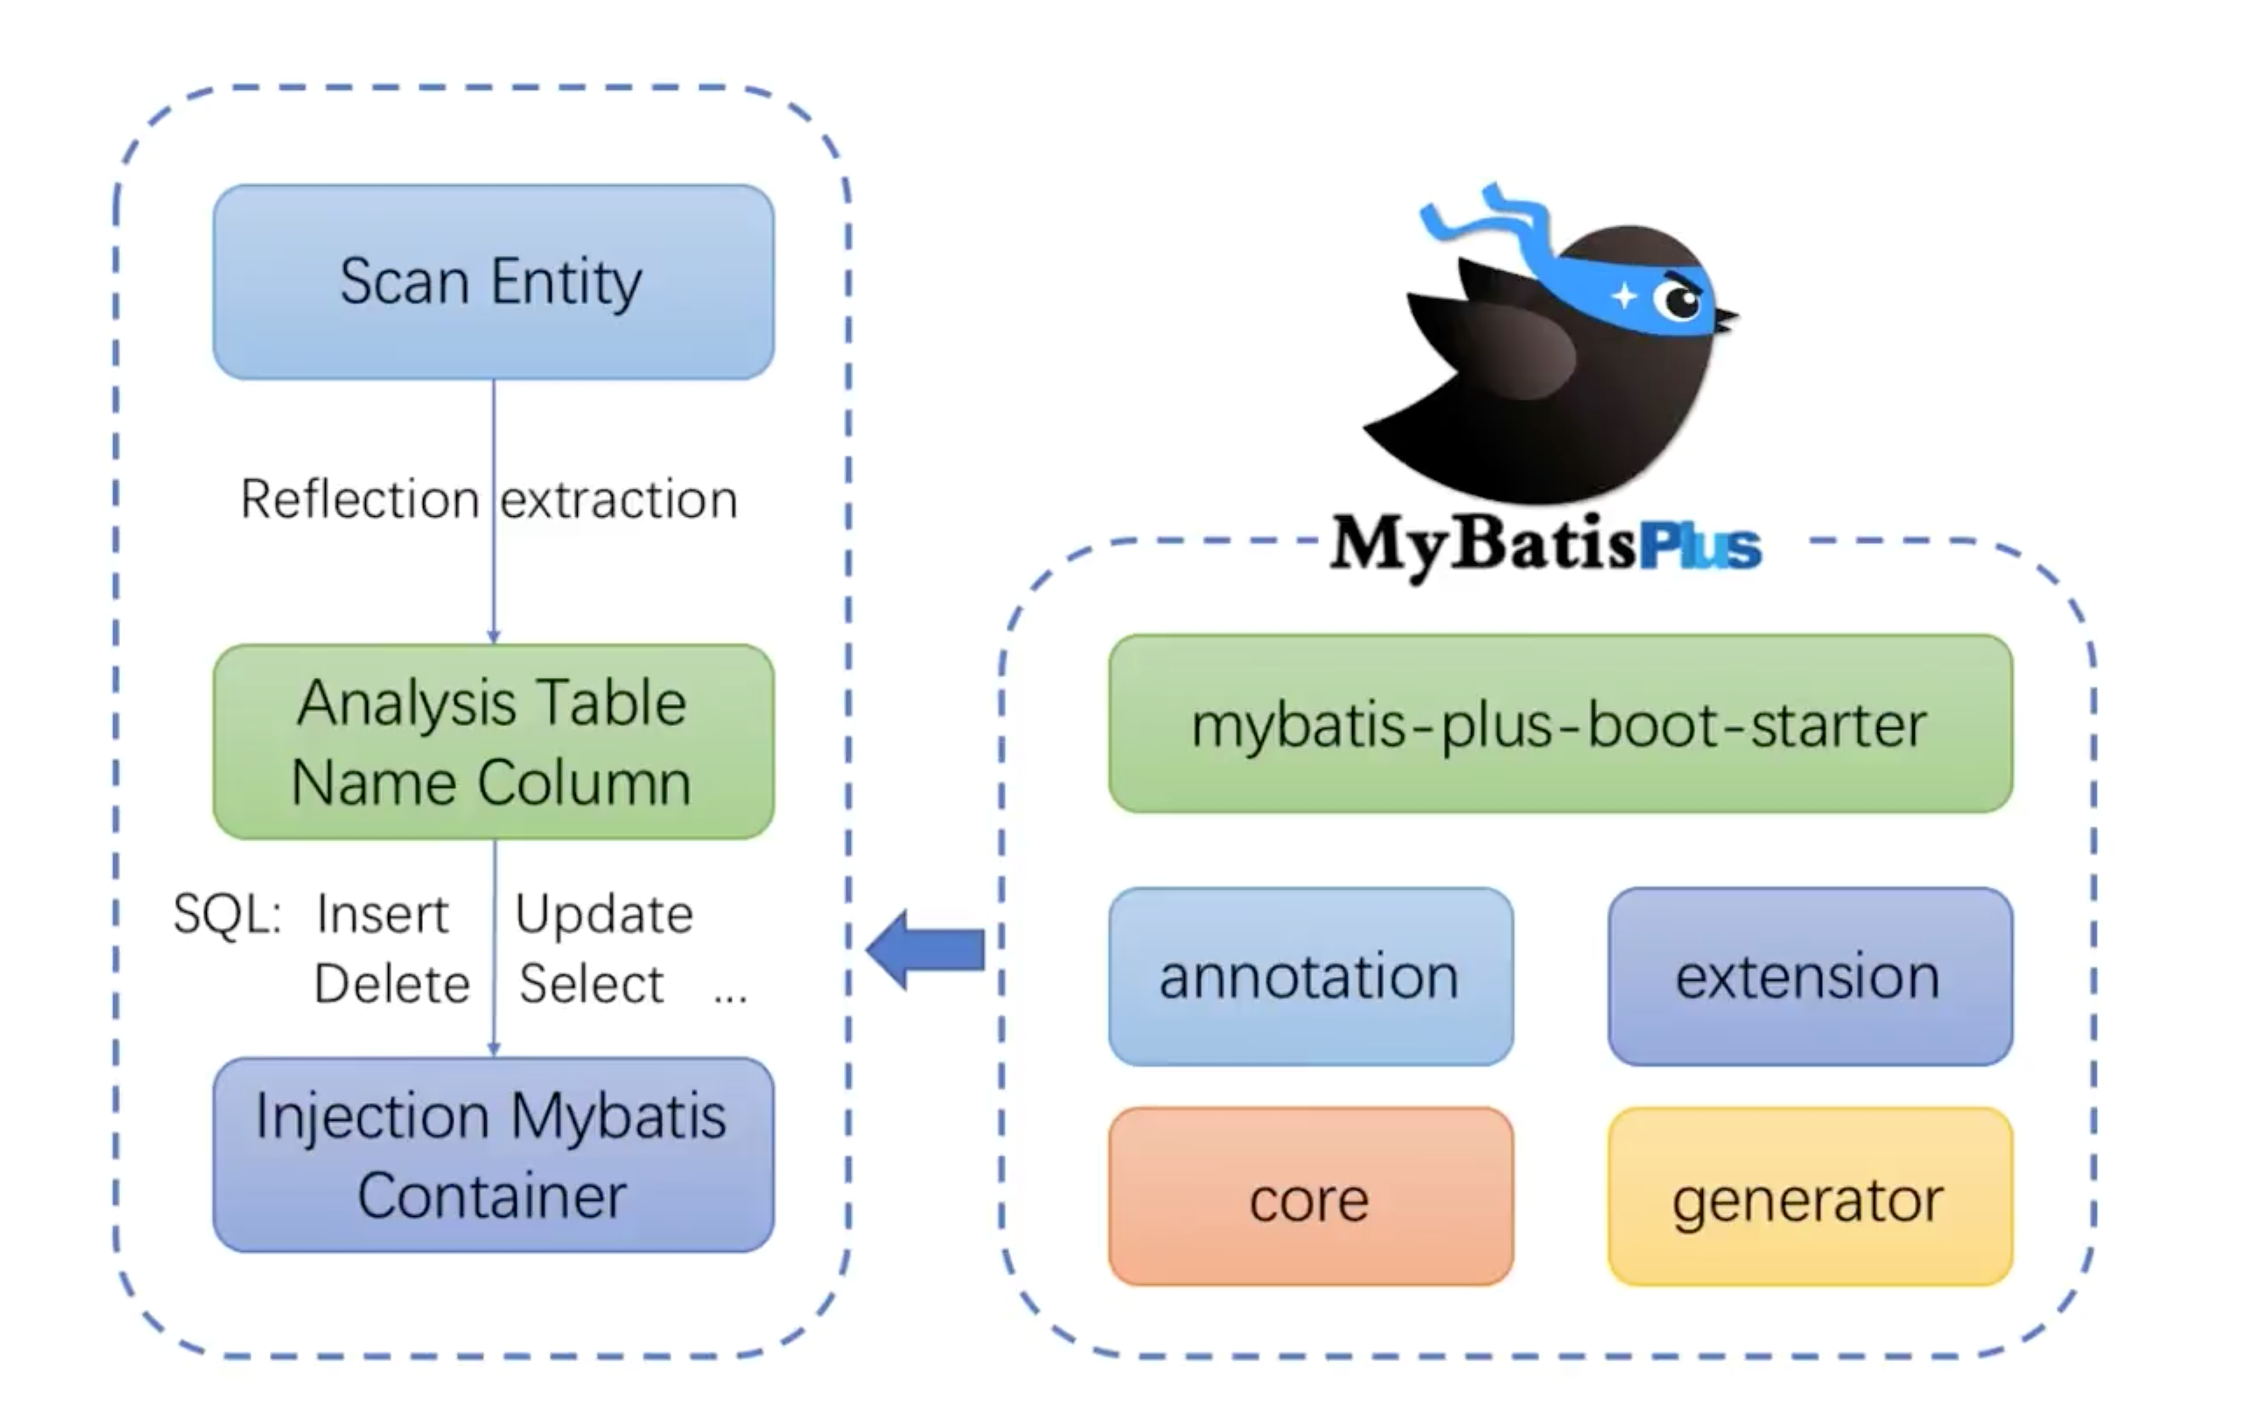 Scan Entity
Reflection extraction
Analysis Table
Name Column
SQL: Insert Update
Delete Select ...
Injection Mybatis
Container
MyBatisPlus
mybatis-plus-boot-starter
annotation
extension
core
generator